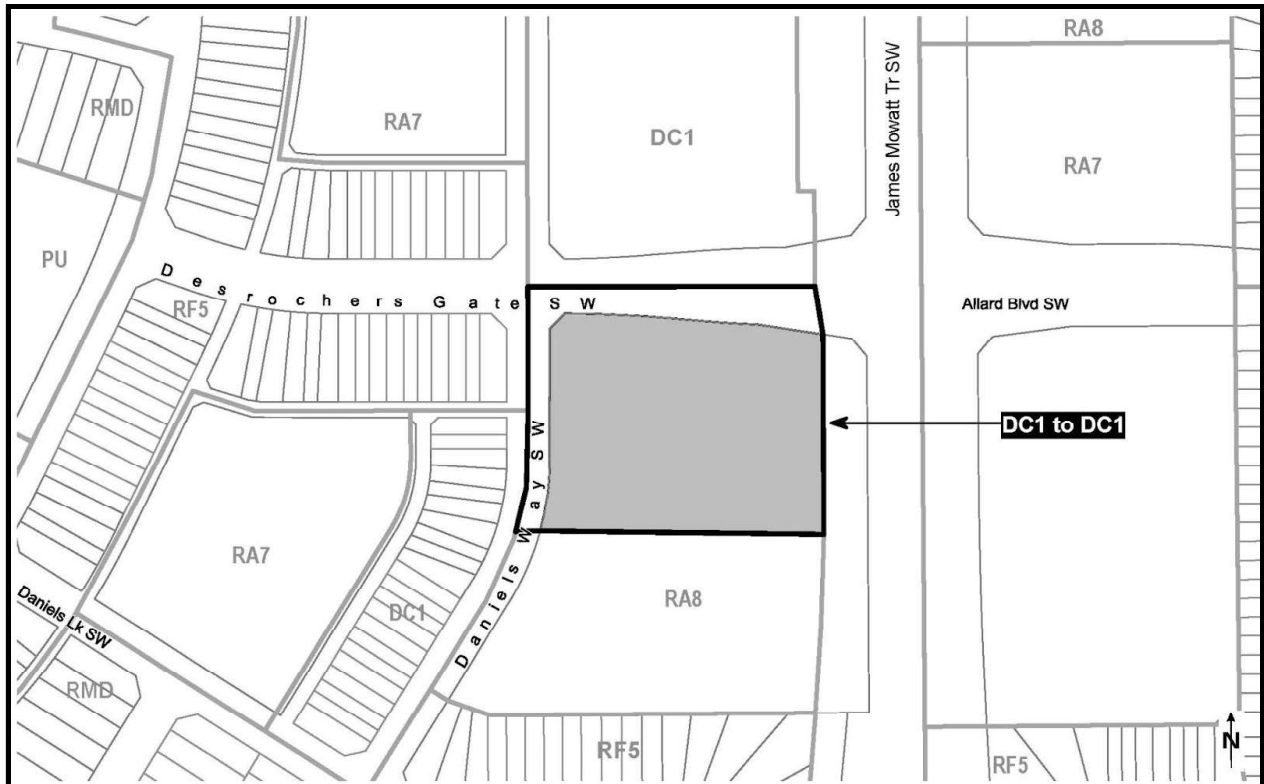 RA8
RMD
RA7
DC1
James Mowatt Tr SW
RA7
PU
Desrochers Gate SW
RF5
Allard Blvd SW
DC1 to DC1
Daniels Way SW
RA7
RA8
DC1
Daniels Lk SW
RMD
RF5
RF5
N